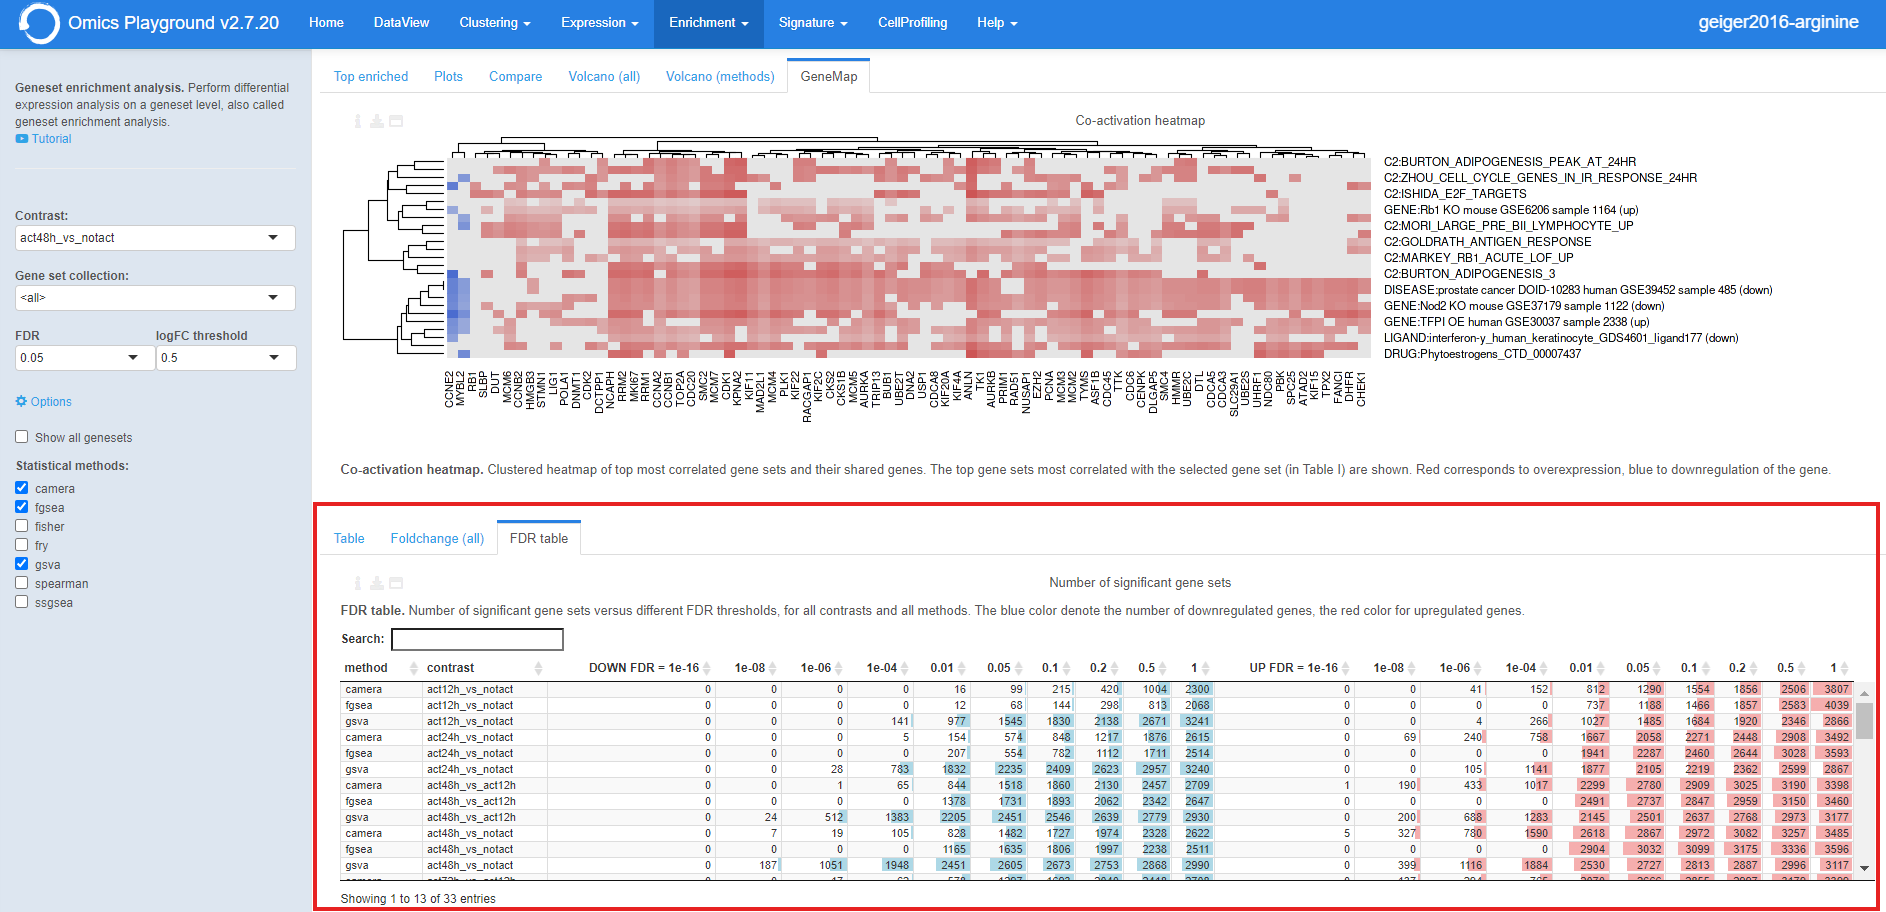 Omics Playground v2.7.20 Home DataView Clustering Expression Enrichment Signature CellProfiling Help geiger2016-arginine
Geneset enrichment analysis. Perform differential
expression analysis on a geneset level, also called
geneset enrichment analysis.
Tutorial
Contrast:
act48h_vs_notact
Gene set collection:
<all>
FDR logFC threshold
0.05 0.5
Options
Show all genesets
Statistical methods:
camera
fgsea
fisher
fry
gsva
spearman
ssgsea
Top enriched Plots Compare Volcano (all) Volcano (methods) GeneMap
Co-activation heatmap
C2:BURTON_ADIPOGENESIS_PEAK_AT_24HR
C2:ZHOU_CELL_CYCLE_GENES_IN_IR_RESPONSE_24HR
C2:ISHIDA_E2F_TARGETS
GENE:Rb1 KO mouse GSE6206 sample 1164 (up)
C2:MORI_LARGE_PRE_BII_LYMPHOCYTE_UP
C2:GOLDRATH_ANTIGEN_RESPONSE
C2:MARKEY_RB1_ACUTE_LOF_UP
C2:BURTON_ADIPOGENESIS_3
DISEASE:prostate cancer DOID-10283 human GSE39452 sample 485 (down)
GENE:Nod2 KO mouse GSE37179 sample 1122 (down)
GENE:TFPI OE human GSE30037 sample 2338 (up)
LIGAND:interferon-y_human_keratinocyte_GDS4601_ligand177 (down)
DRUG:Phytoestrogens_CTD_00007437
CCNE2 MYBL2 RB1 SLBP DUT MCM6 CCNB2 HMGB3 STMN1 LIG1 POLA1 DNMT1 CDK2 DCTPP1 NCAPH RRM2 MKI67 RRM1 CCNA2 CCNB1 TOP2A CDC20 SMC2 MCM7 CDK1 KPNA2 KIF11 MAD2L1 MCM4 PLK1 KIF22 RACGAP1 KIF2C CKS2 CKS1B MCM5 AURKA TRIP13 BUB1 UBE2T DNA2 USP1 CDCA8 KIF20A KIF4A ANLN TK1 AURKB PRIM1 RAD51 NUSAP1 EZH2 PCNA MCM3 MCM2 TYMS ASF1B CDC45 TTK CDC6 CENPK DLGAP5 SMC4 HMMR UBE2C DTL CDCA5 CDCA3 SLC29A1 UBE2S UHRF1 NDC80 PBK SPC25 ATAD2 KIF15 TPX2 FANCI DHFR CHEK1
Co-activation heatmap. Clustered heatmap of top most correlated gene sets and their shared genes. The top gene sets most correlated with the selected gene set (in Table I) are shown. Red corresponds to overexpression, blue to downregulation of the gene.
Table Foldchange (all) FDR table
Number of significant gene sets
FDR table. Number of significant gene sets versus different FDR thresholds, for all contrasts and all methods. The blue color denote the number of downregulated genes, the red color for upregulated genes.
Search:
method contrast DOWN FDR = 1e-16 1e-08 1e-06 1e-04 0.01 0.05 0.1 0.2 0.5 1 UP FDR = 1e-16 1e-08 1e-06 1e-04 0.01 0.05 0.1 0.2 0.5 1
camera act12h_vs_notact 0 0 0 0 16 99 215 420 1004 2300 0 0 41 152 812 1290 1554 1856 2506 3807
fgsea act12h_vs_notact 0 0 0 0 12 68 144 298 813 2068 0 0 0 0 737 1188 1466 1857 2583 4039
gsva act12h_vs_notact 0 0 0 141 977 1545 1830 2138 2671 3241 0 0 4 266 1027 1485 1684 1920 2346 2866
camera act24h_vs_notact 0 0 0 5 154 574 848 1217 1876 2615 0 69 240 758 1667 2058 2271 2448 2908 3492
fgsea act24h_vs_notact 0 0 0 0 207 554 782 1112 1711 2514 0 0 0 0 1941 2287 2460 2644 3028 3593
gsva act24h_vs_notact 0 0 28 783 1832 2235 2409 2623 2957 3240 0 0 105 1141 1877 2105 2219 2362 2599 2867
camera act48h_vs_act12h 0 0 1 65 844 1518 1860 2130 2457 2709 1 190 433 1017 2299 2780 2909 3025 3190 3398
fgsea act48h_vs_act12h 0 0 0 0 1378 1731 1893 2062 2342 2647 0 0 0 0 2491 2737 2847 2959 3150 3460
gsva act48h_vs_act12h 0 24 512 1383 2205 2451 2546 2639 2779 2930 0 200 688 1283 2145 2501 2637 2768 2973 3177
camera act48h_vs_notact 0 7 19 105 828 1482 1727 1974 2328 2622 5 327 780 1590 2618 2867 2972 3082 3257 3485
fgsea act48h_vs_notact 0 0 0 0 1165 1635 1806 1997 2238 2511 0 0 0 0 2904 3032 3099 3175 3336 3596
gsva act48h_vs_notact 0 187 1051 1948 2451 2605 2673 2753 2868 2990 0 399 1116 1884 2530 2727 2813 2887 2996 3117
Showing 1 to 13 of 33 entries